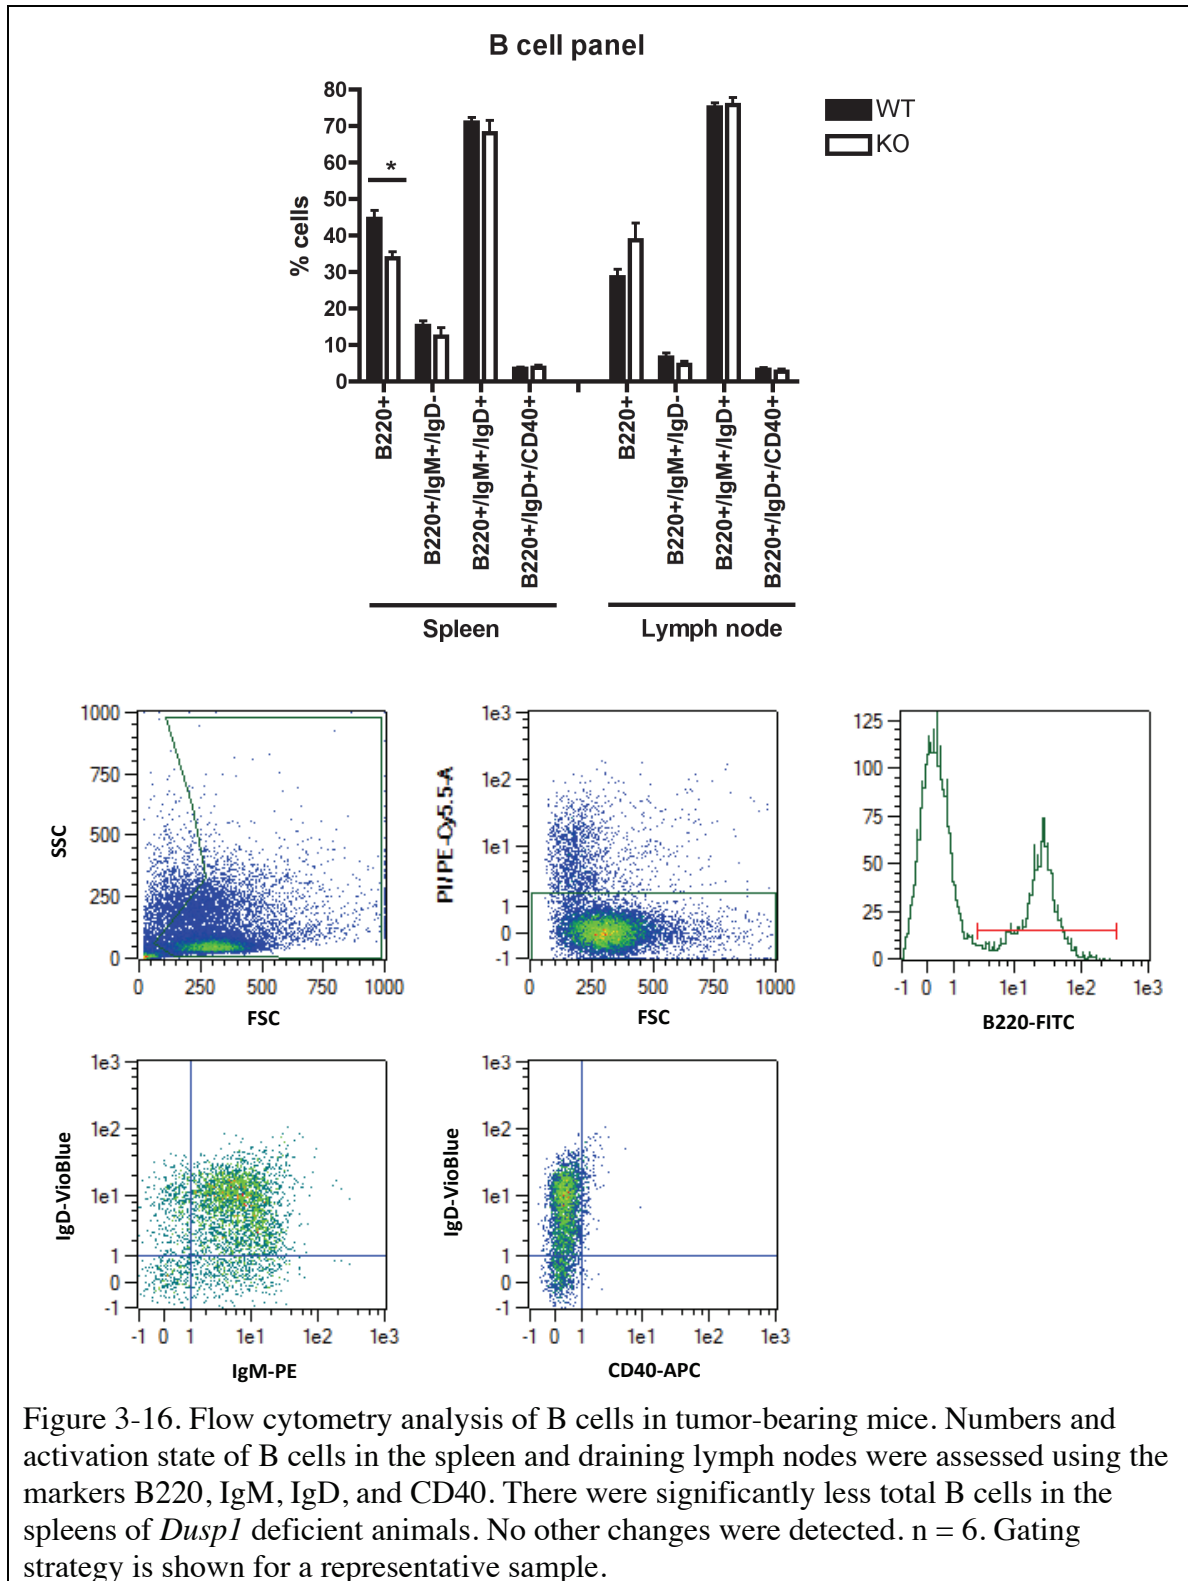 B cell panel
WT
KO
% cells
80
70
60
50
40
30
20
10
0
*
B220+
B220+/IgM+/IgD-
B220+/IgM+/IgD+
B220+/IgD+/CD40+
B220+
B220+/IgM+/IgD-
B220+/IgM+/IgD+
B220+/IgD+/CD40+
Spleen
Lymph node
SSC
1000
750
500
250
0
0 250 500 750 1000
FSC
PI/PE-Cy5.5-A
1e3
1e2
1e1
1
0
-1
0 250 500 750 1000
FSC
125
100
75
50
25
0
-1 0 1 1e1 1e2 1e3
B220-FITC
IgD-VioBlue
1e3
1e2
1e1
1
0
-1
-1 0 1 1e1 1e2 1e3
IgM-PE
IgD-VioBlue
1e3
1e2
1e1
1
0
-1
-1 0 1 1e1 1e2 1e3
CD40-APC
Figure 3-16. Flow cytometry analysis of B cells in tumor-bearing mice. Numbers and
activation state of B cells in the spleen and draining lymph nodes were assessed using the
markers B220, IgM, IgD, and CD40. There were significantly less total B cells in the
spleens of Dusp1 deficient animals. No other changes were detected. n = 6. Gating
strategy is shown for a representative sample.